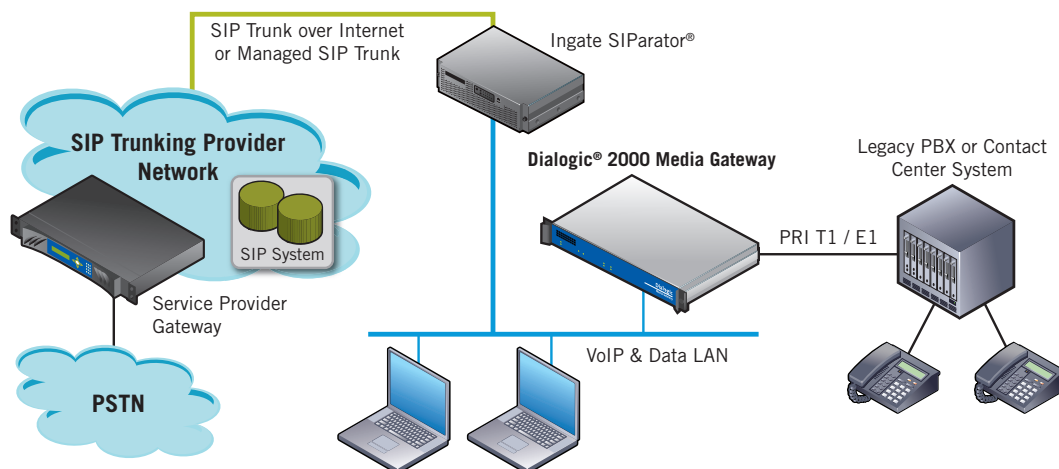 SIP Trunk over Internet
or Managed SIP Trunk
Ingate SIParator®
SIP Trunking Provider
Network
SIP System
Service Provider
Gateway
PSTN
Dialogic® 2000 Media Gateway
Legacy PBX or Contact
Center System
PRI T1 / E1
VoIP & Data LAN